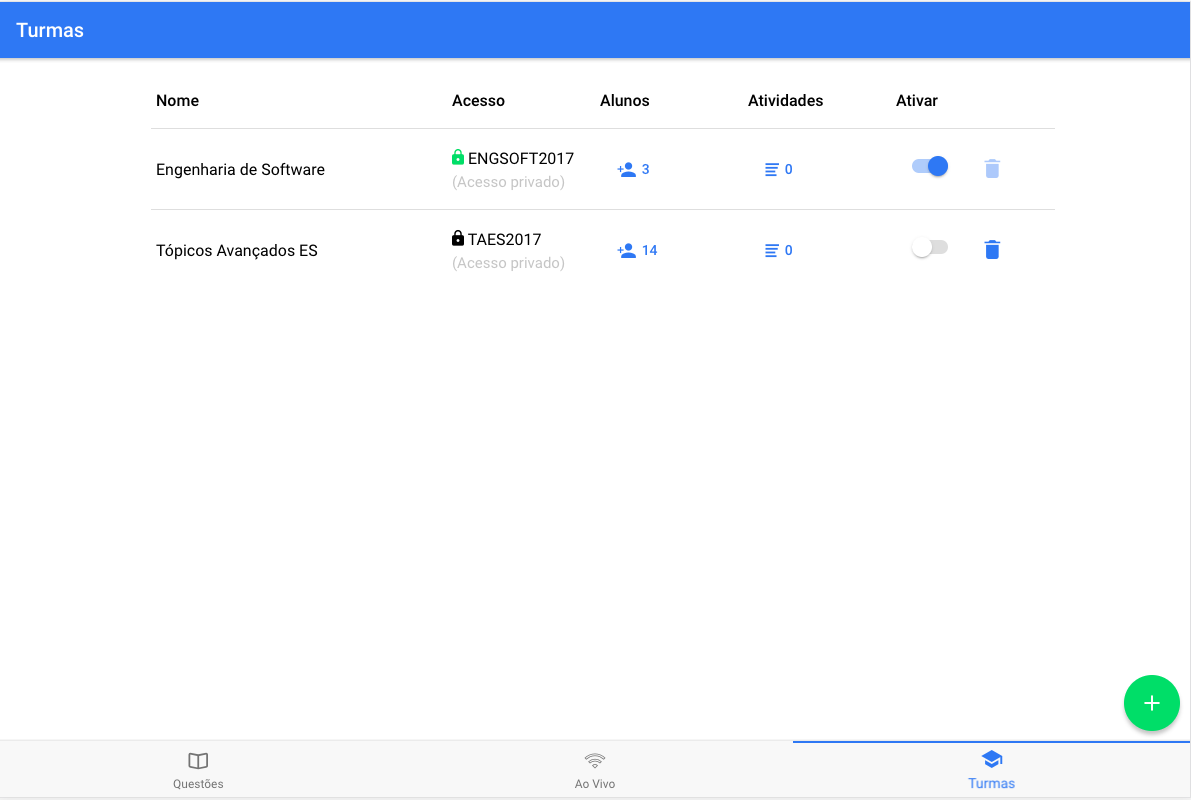 Turmas
Nome Acesso Alunos Atividades Ativar
Engenharia de Software ENGSOFT2017 3 0
(Acesso privado)
Tópicos Avançados ES TAES2017 14 0
(Acesso privado)
Questões Ao Vivo Turmas